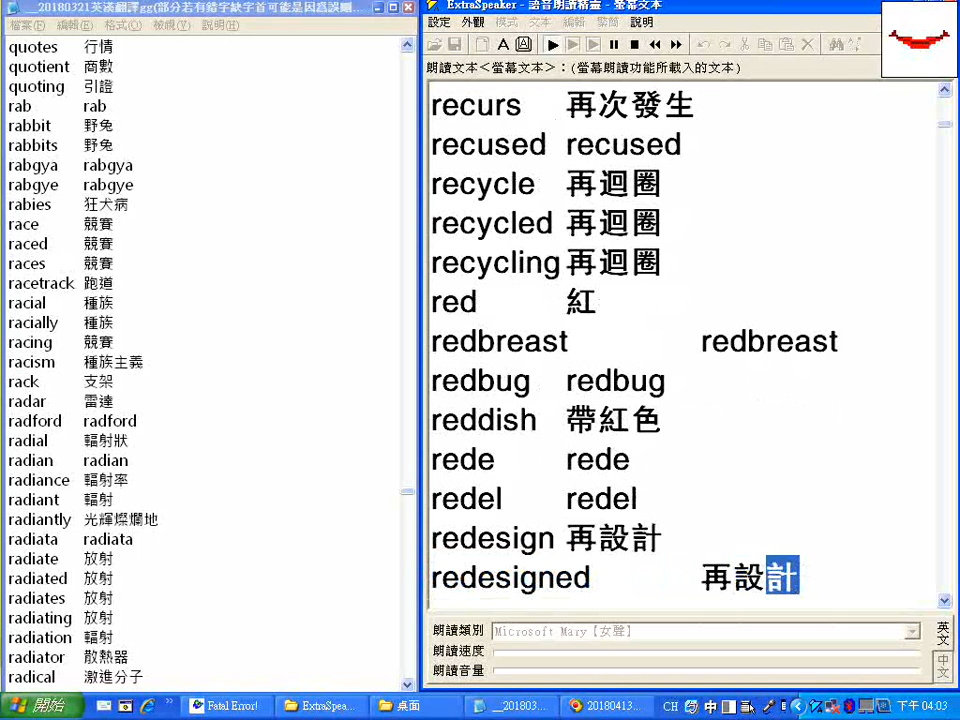 __20180321英漢翻譯gg(部分若有錯字缺字首可能是因為誤刪...
檔案(F) 編輯(E) 格式(O) 檢視(V) 說明(H)
quotes 行情
quotient 商數
quoting 引證
rab rab
rabbit 野兔
rabbits 野兔
rabgya rabgya
rabgye rabgye
rabies 狂犬病
race 競賽
raced 競賽
races 競賽
racetrack 跑道
racial 種族
racially 種族
racing 競賽
racism 種族主義
rack 支架
radar 雷達
radford radford
radial 輻射狀
radian radian
radiance 輻射率
radiant 輻射
radiantly 光輝燦爛地
radiata radiata
radiate 放射
radiated 放射
radiates 放射
radiating 放射
radiation 輻射
radiator 散熱器
radical 激進分子
ExtraSpeaker - 語音朗讀精靈 - 螢幕文本
設定 外觀 模式 文本 編輯 繁簡 說明
朗讀文本<螢幕文本>：(螢幕朗讀功能所載入的文本)
recurs 再次發生
recused recused
recycle 再迴圈
recycled 再迴圈
recycling 再迴圈
red 紅
redbreast redbreast
redbug redbug
reddish 帶紅色
rede rede
redel redel
redesign 再設計
redesigned 再設計
朗讀類別 Microsoft Mary【女聲】
朗讀速度
朗讀音量
英文
中文
開始 Fatal Error! ExtraSpea... 桌面 __201803... 20180413... CH 中 下午 04:03